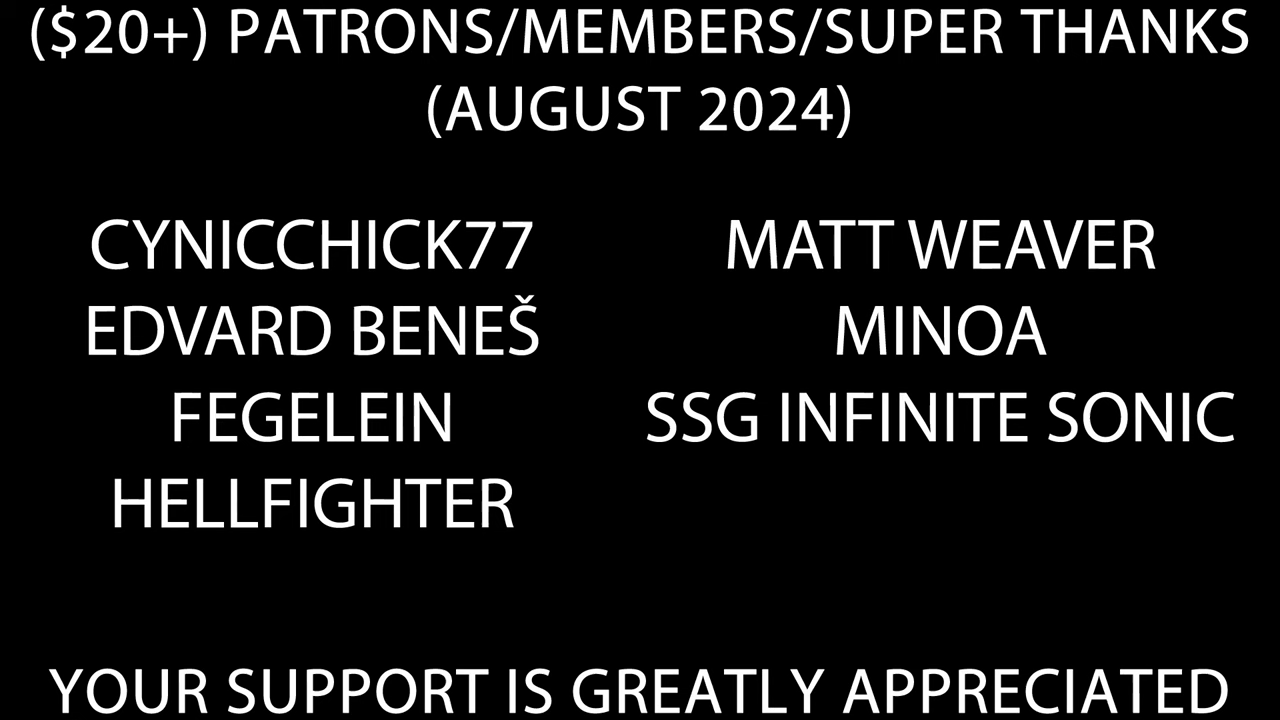 ($20+) PATRONS/MEMBERS/SUPER THANKS
(AUGUST 2024)
CYNICCHICK77
EDVARD BENEŠ
FEGELEIN
HELLFIGHTER
MATT WEAVER
MINOA
SSG INFINITE SONIC
YOUR SUPPORT IS GREATLY APPRECIATED